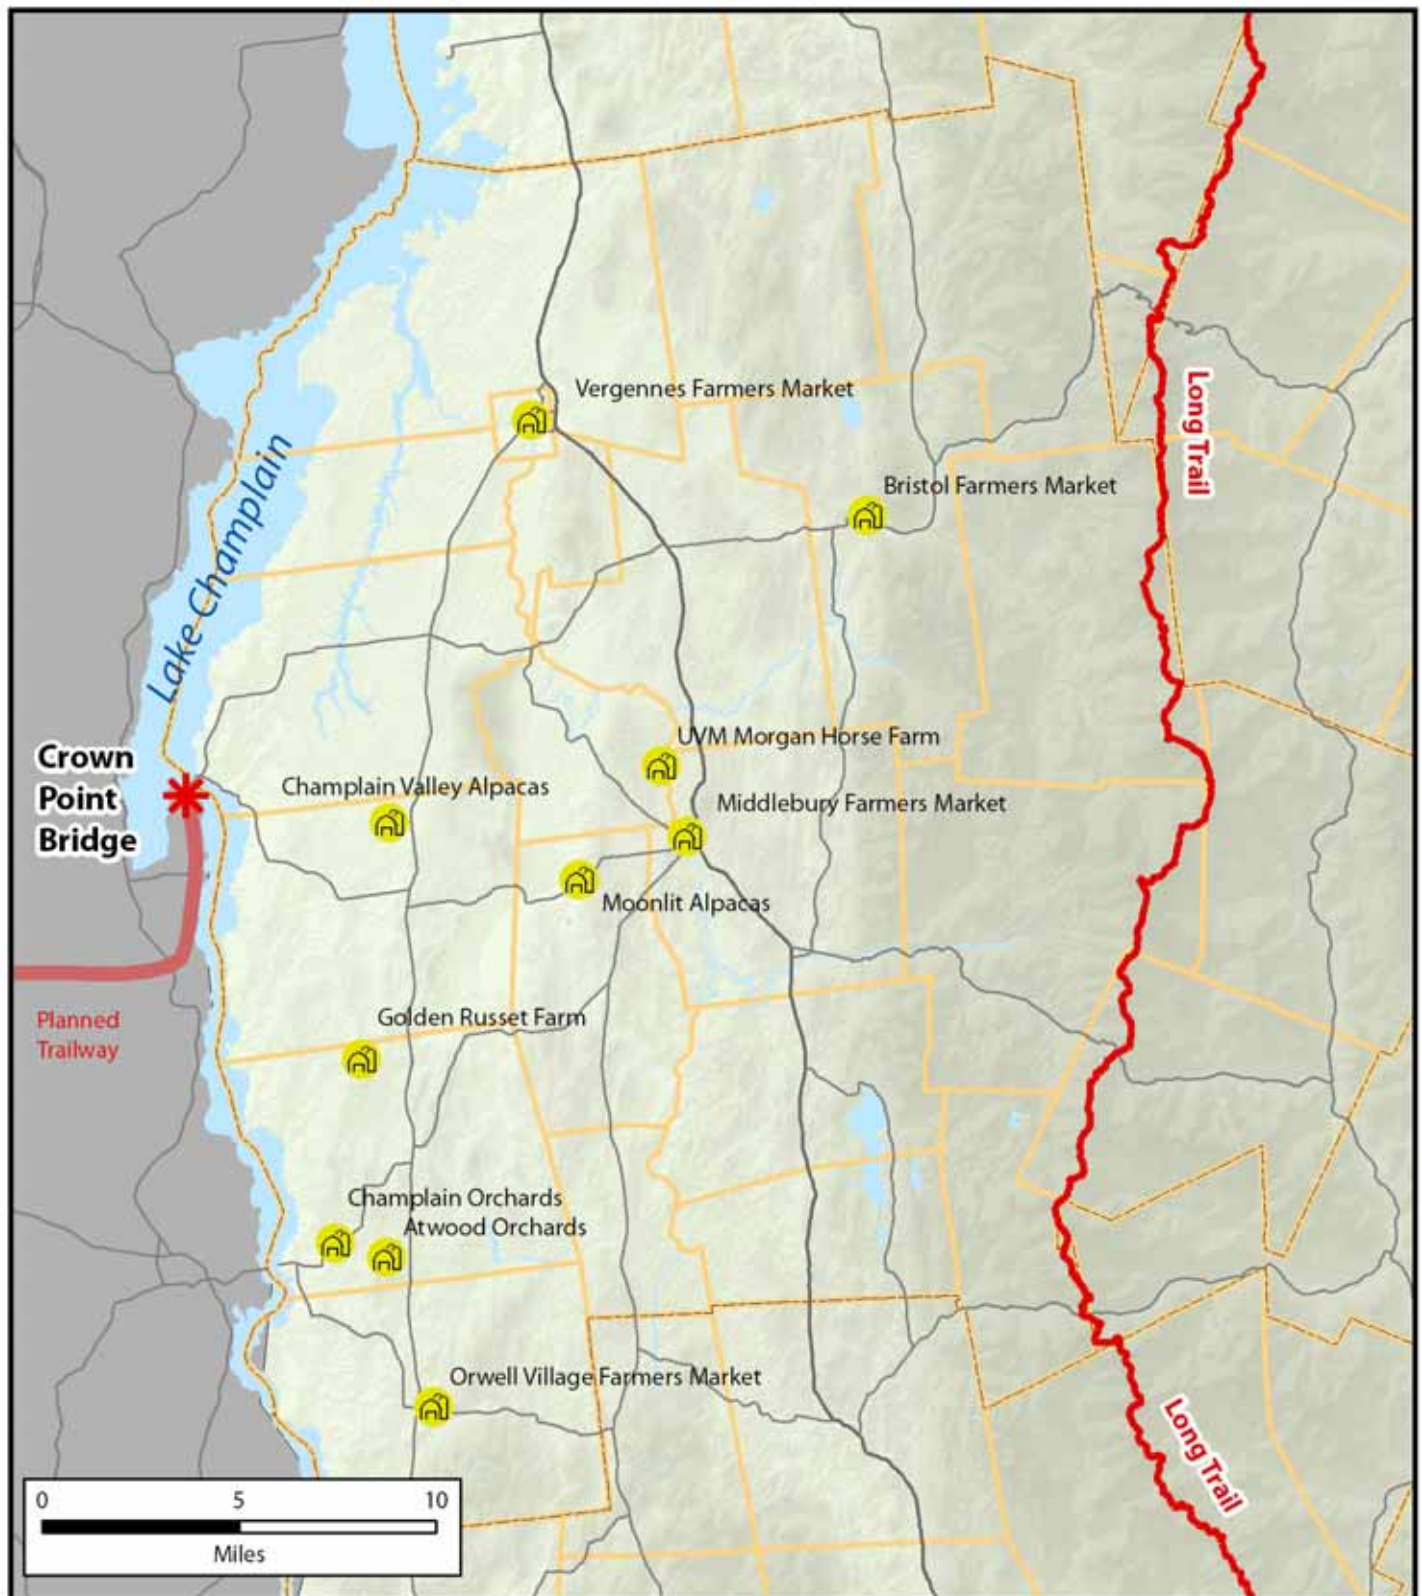 Vergennes Farmers Market
Long Trail
Bristol Farmers Market
Lake Champlain
UVM Morgan Horse Farm
Crown
Point
Bridge
Champlain Valley Alpacas
Middlebury Farmers Market
Moonlit Alpacas
Planned
Trailway
Golden Russet Farm
Champlain Orchards
Atwood Orchards
Orwell Village Farmers Market
Long Trail
0 5 10
Miles